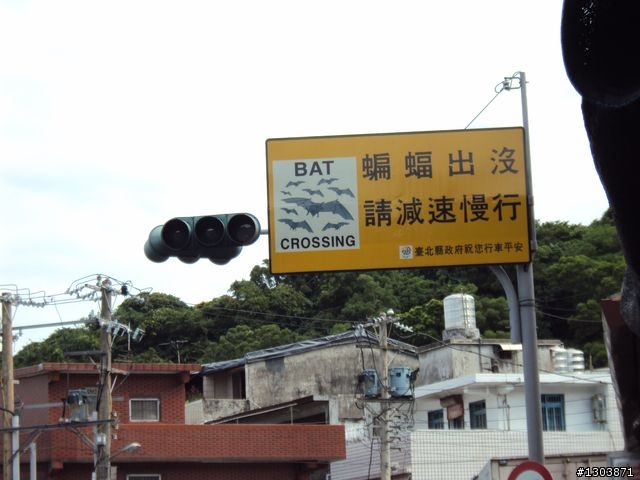 BAT
CROSSING
蝙蝠出沒
請減速慢行
臺北縣政府祝您行車平安
#1303871